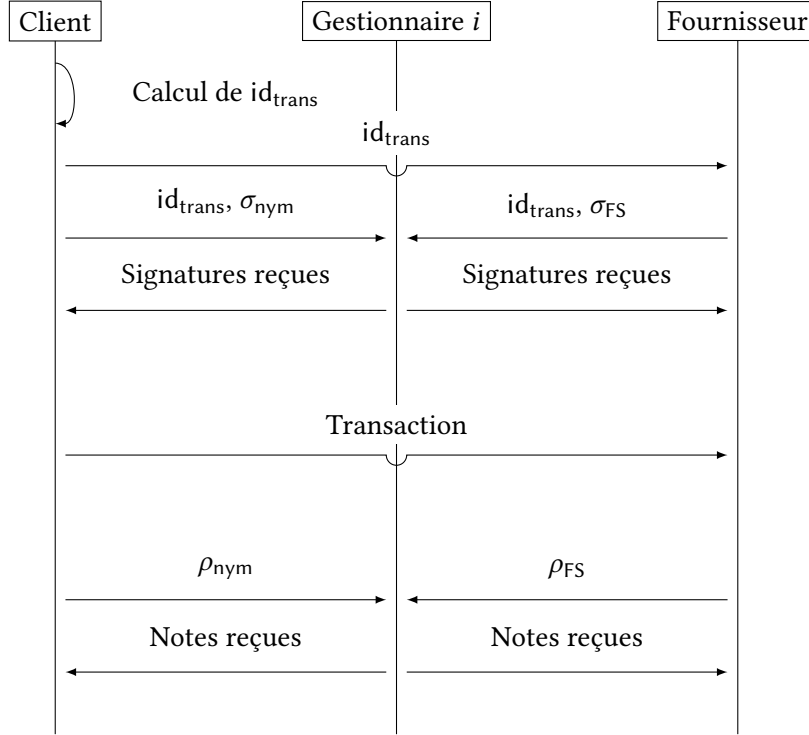 Client
Gestionnaire i
Fournisseur
Calcul de id_trans
id_trans
id_trans, σ_nym
id_trans, σ_FS
Signatures reçues
Signatures reçues
Transaction
ρ_nym
ρ_FS
Notes reçues
Notes reçues